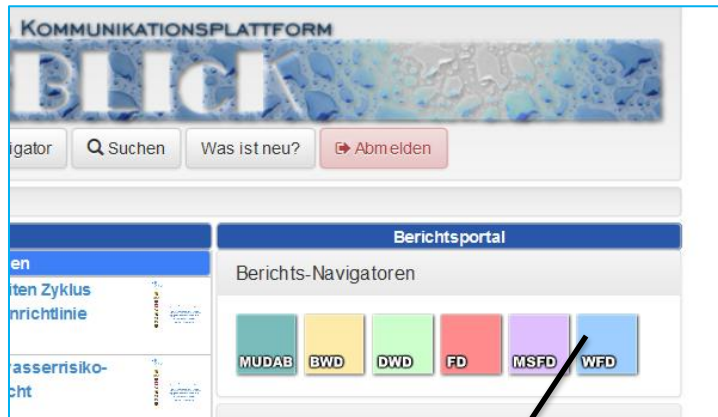 KOMMUNIKATIONSPLATTFORM
BLICK
igator
Suchen
Was ist neu?
Abmelden
en
iten Zyklus
nrichtlinie
rasserrisiko-
cht
Berichtsportal
Berichts-Navigatoren
MUDAB BWD DWD FD MSFD WFD